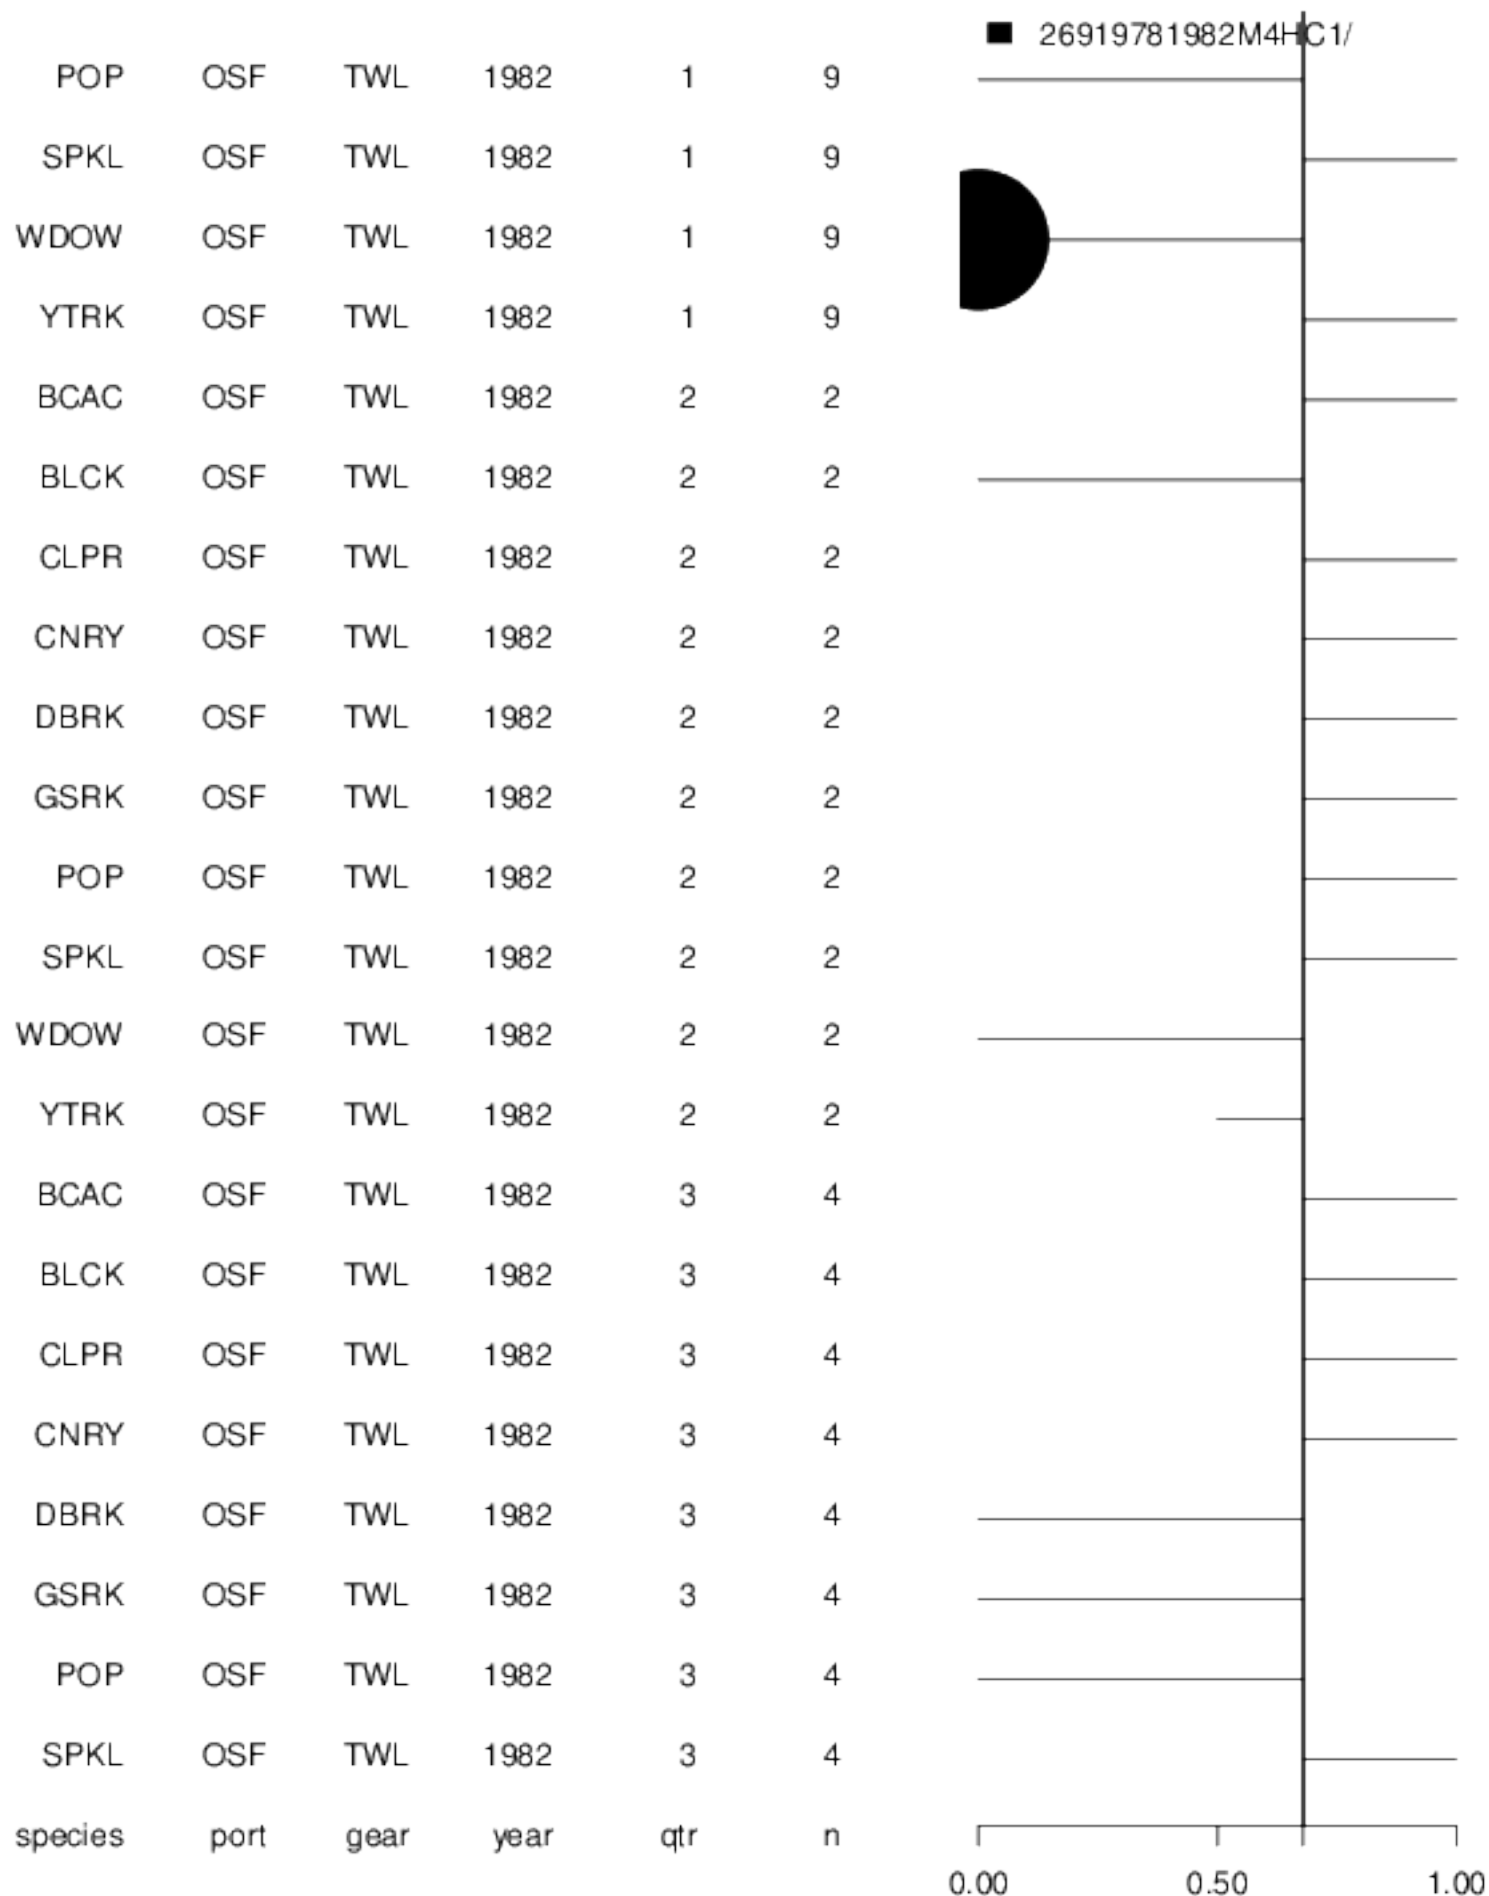 26919781982M4HC1/
POP OSF TWL 1982 1 9
SPKL OSF TWL 1982 1 9
WDOW OSF TWL 1982 1 9
YTRK OSF TWL 1982 1 9
BCAC OSF TWL 1982 2 2
BLCK OSF TWL 1982 2 2
CLPR OSF TWL 1982 2 2
CNRY OSF TWL 1982 2 2
DBRK OSF TWL 1982 2 2
GSRK OSF TWL 1982 2 2
POP OSF TWL 1982 2 2
SPKL OSF TWL 1982 2 2
WDOW OSF TWL 1982 2 2
YTRK OSF TWL 1982 2 2
BCAC OSF TWL 1982 3 4
BLCK OSF TWL 1982 3 4
CLPR OSF TWL 1982 3 4
CNRY OSF TWL 1982 3 4
DBRK OSF TWL 1982 3 4
GSRK OSF TWL 1982 3 4
POP OSF TWL 1982 3 4
SPKL OSF TWL 1982 3 4
species port gear year qtr n
0.00 0.50 1.00